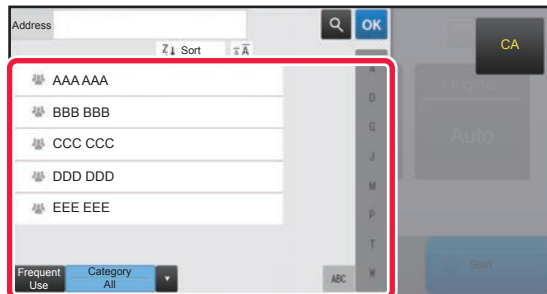 Address
OK
CA
Sort
AAA AAA
BBB BBB
CCC CCC
DDD DDD
EEE EEE
A
D
G
J
M
P
T
W
Original
Auto
Frequent
Use
Category
All
ABC
Start